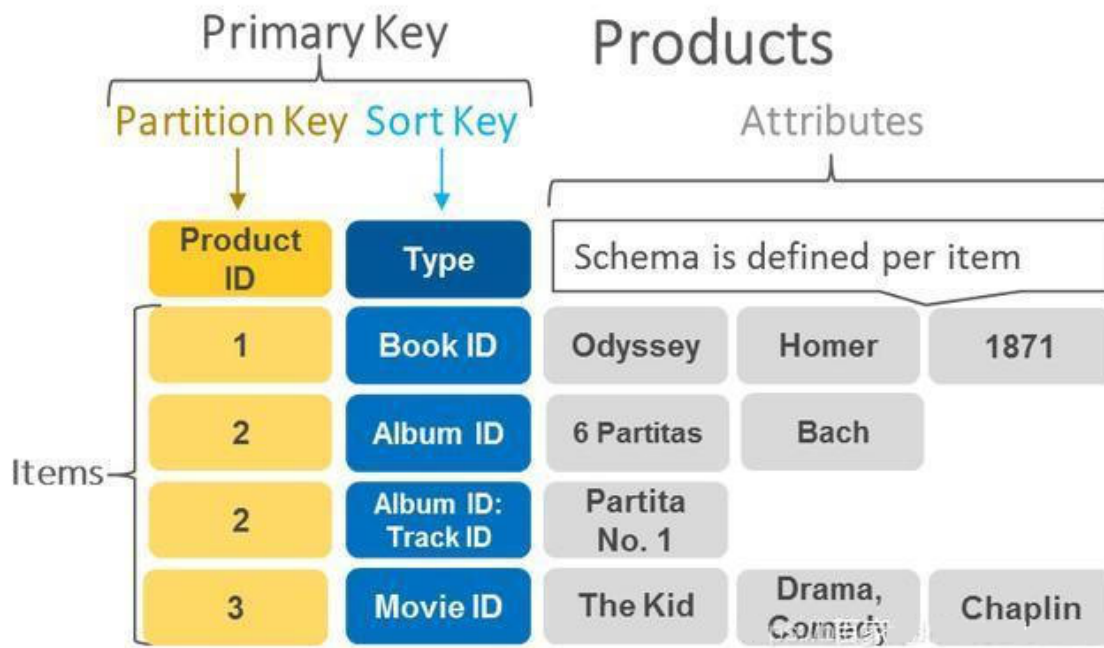 Primary Key
Products
Partition Key
Sort Key
Attributes
Product
ID
Type
Schema is defined per item
Items
1
Book ID
Odyssey
Homer
1871
2
Album ID
6 Partitas
Bach
2
Album ID:
Track ID
Partita
No. 1
3
Movie ID
The Kid
Drama,
Comedy
Chaplin